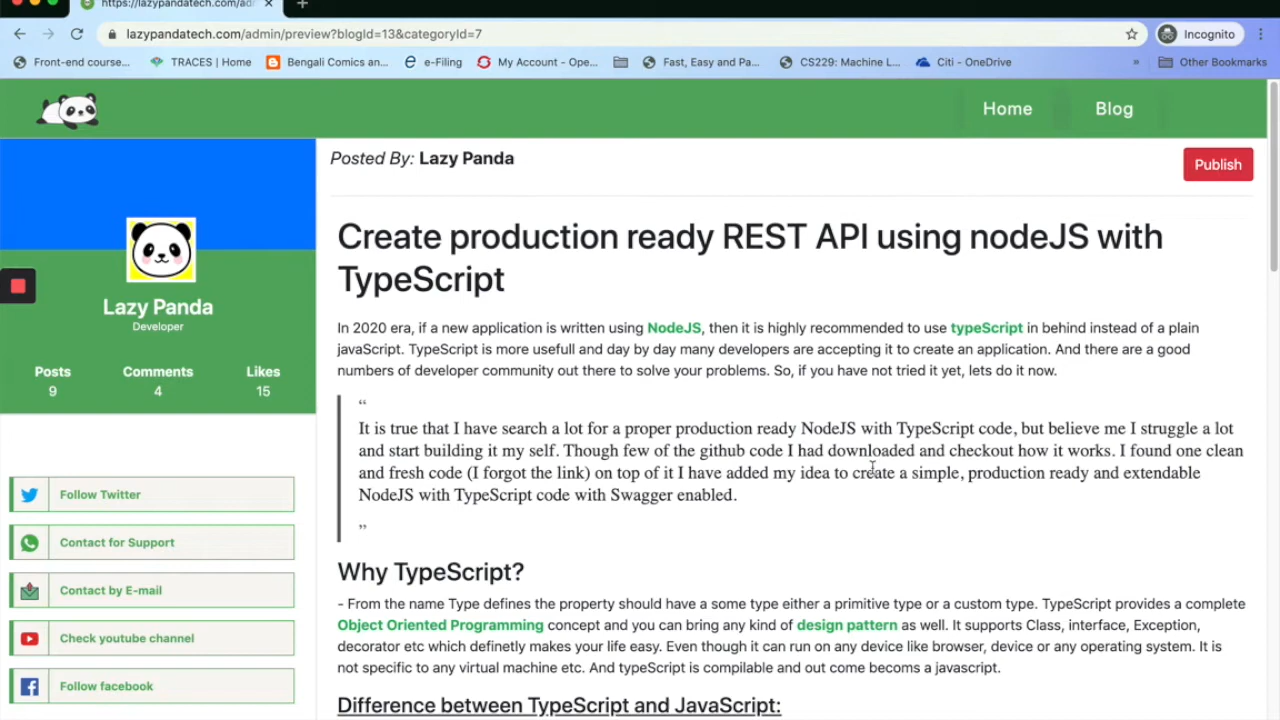 https://lazypandatech.com/adm
lazypandatech.com/admin/preview?blogId=13&categoryId=7
Incognito
Front-end course...
TRACES | Home
Bengali Comics an...
e-Filing
My Account - Ope...
Fast, Easy and Pa...
CS229: Machine L...
Citi - OneDrive
»
Other Bookmarks
Home
Blog
Posted By: Lazy Panda
Publish
Lazy Panda
Developer
Posts
Comments
Likes
9
4
15
Follow Twitter
Contact for Support
Contact by E-mail
Check youtube channel
Follow facebook
Create production ready REST API using nodeJS with
TypeScript
In 2020 era, if a new application is written using NodeJS, then it is highly recommended to use typeScript in behind instead of a plain
javaScript. TypeScript is more usefull and day by day many developers are accepting it to create an application. And there are a good
numbers of developer community out there to solve your problems. So, if you have not tried it yet, lets do it now.
“
It is true that I have search a lot for a proper production ready NodeJS with TypeScript code, but believe me I struggle a lot
and start building it my self. Though few of the github code I had downloaded and checkout how it works. I found one clean
and fresh code (I forgot the link) on top of it I have added my idea to create a simple, production ready and extendable
NodeJS with TypeScript code with Swagger enabled.
”
Why TypeScript?
- From the name Type defines the property should have a some type either a primitive type or a custom type. TypeScript provides a complete
Object Oriented Programming concept and you can bring any kind of design pattern as well. It supports Class, interface, Exception,
decorator etc which definetly makes your life easy. Even though it can run on any device like browser, device or any operating system. It is
not specific to any virtual machine etc. And typeScript is compilable and out come becomes a javascript.
Difference between TypeScript and JavaScript: